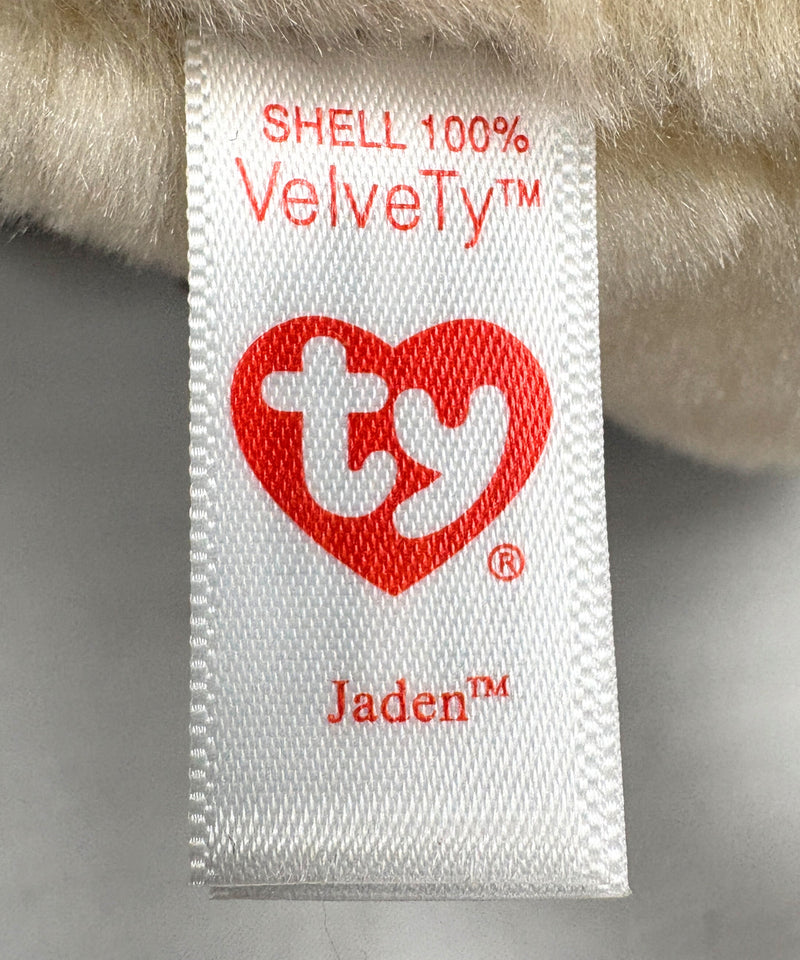 SHELL 100%
VelveTy™
ty
®
Jaden™